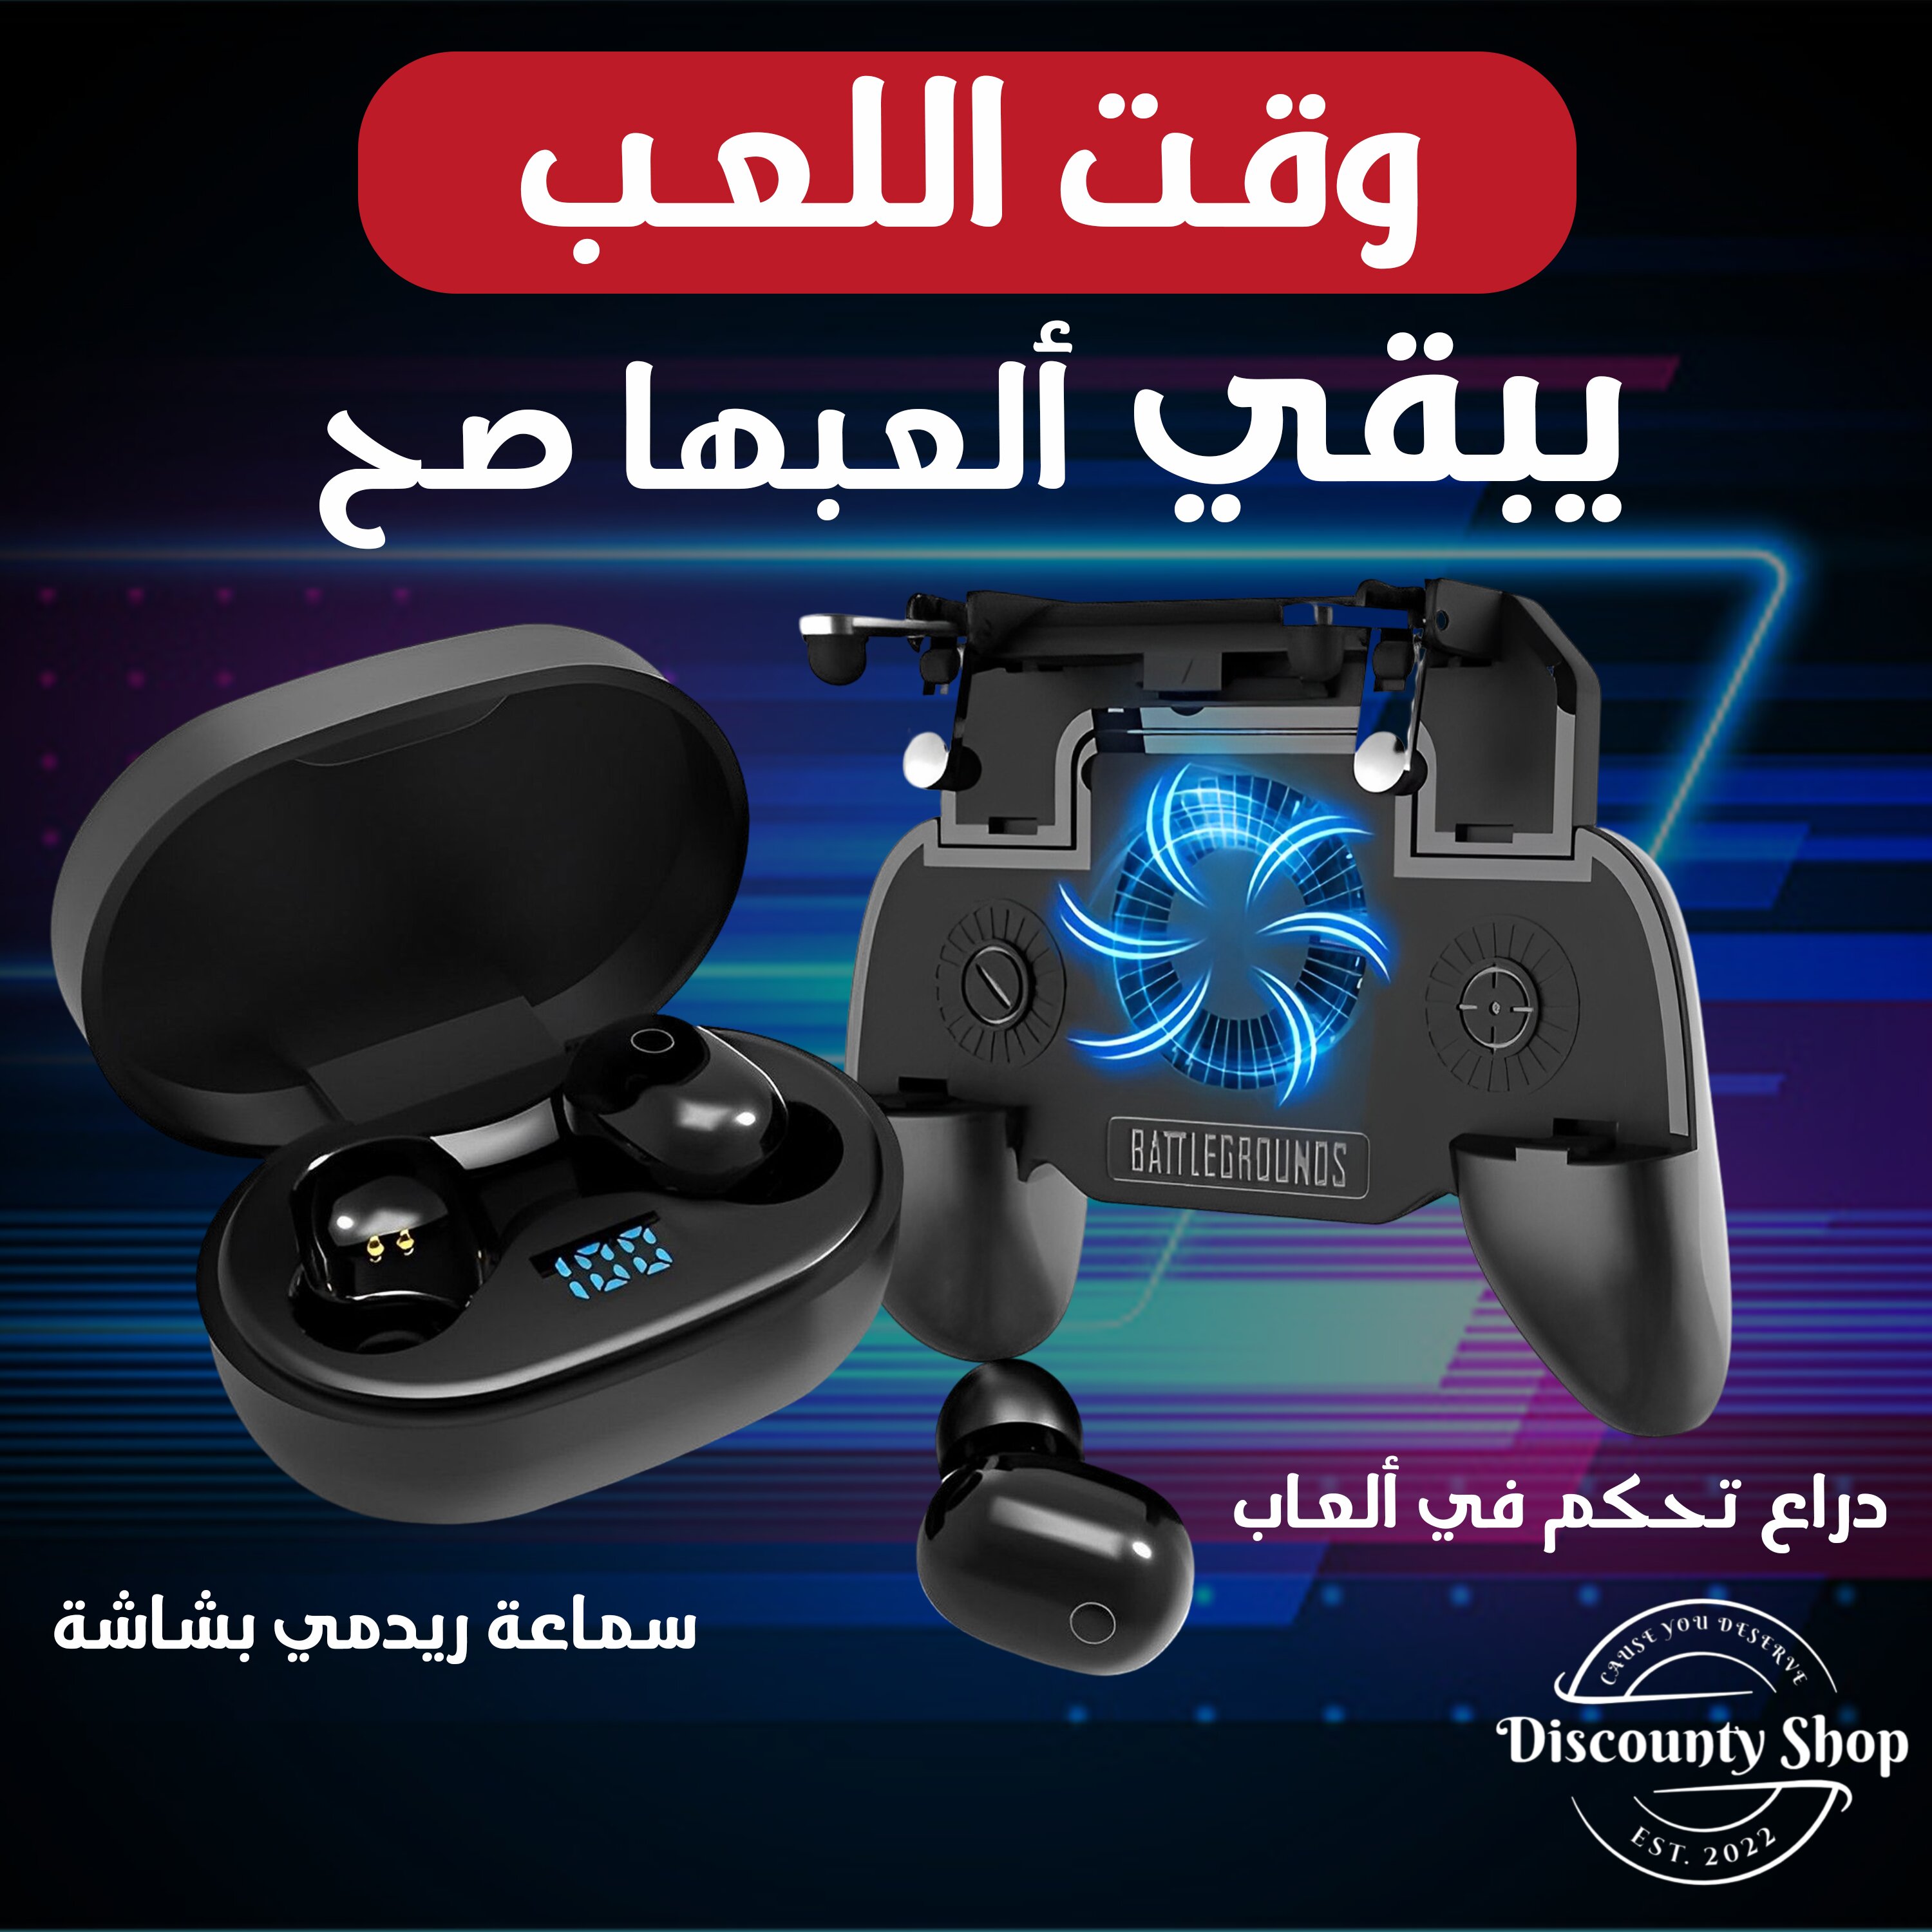 وقت اللعب
يبقي ألعبها صح
BATTLEGROUNDS
188
دراع تحكم في ألعاب
سماعة ريدمي بشاشة
CAUSE YOU DESERVE
Discounty Shop
EST. 2022